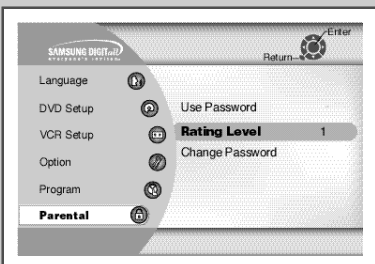 Enter
Return
SAMSUNG DIGITall
Language
DVD Setup
VCR Setup
Option
Program
Parental
Use Password
Rating Level 1
Change Password